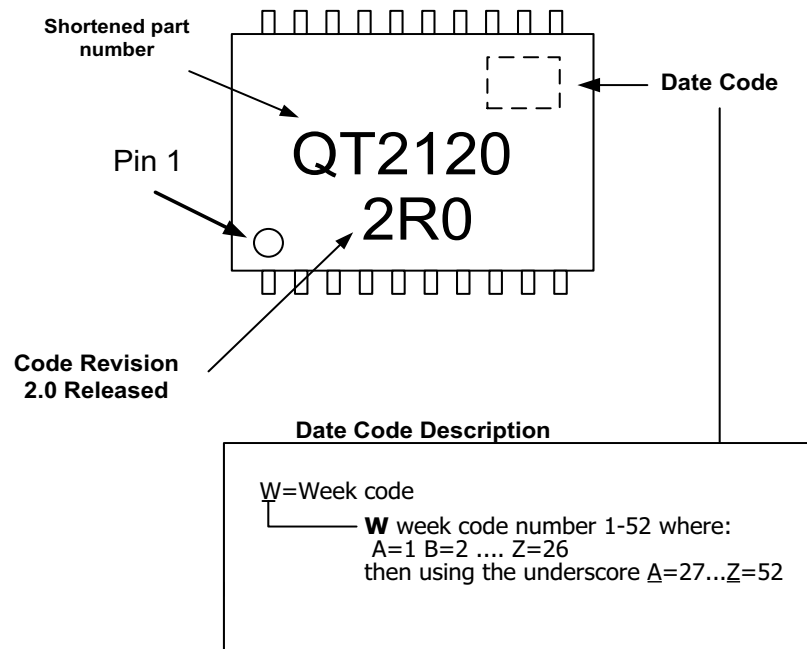 Shortened part
number
Date Code
QT2120
Pin 1
2R0
Code Revision
2.0 Released
Date Code Description
W=Week code
W week code number 1-52 where:
A=1 B=2 .... Z=26
then using the underscore A=27...Z=52